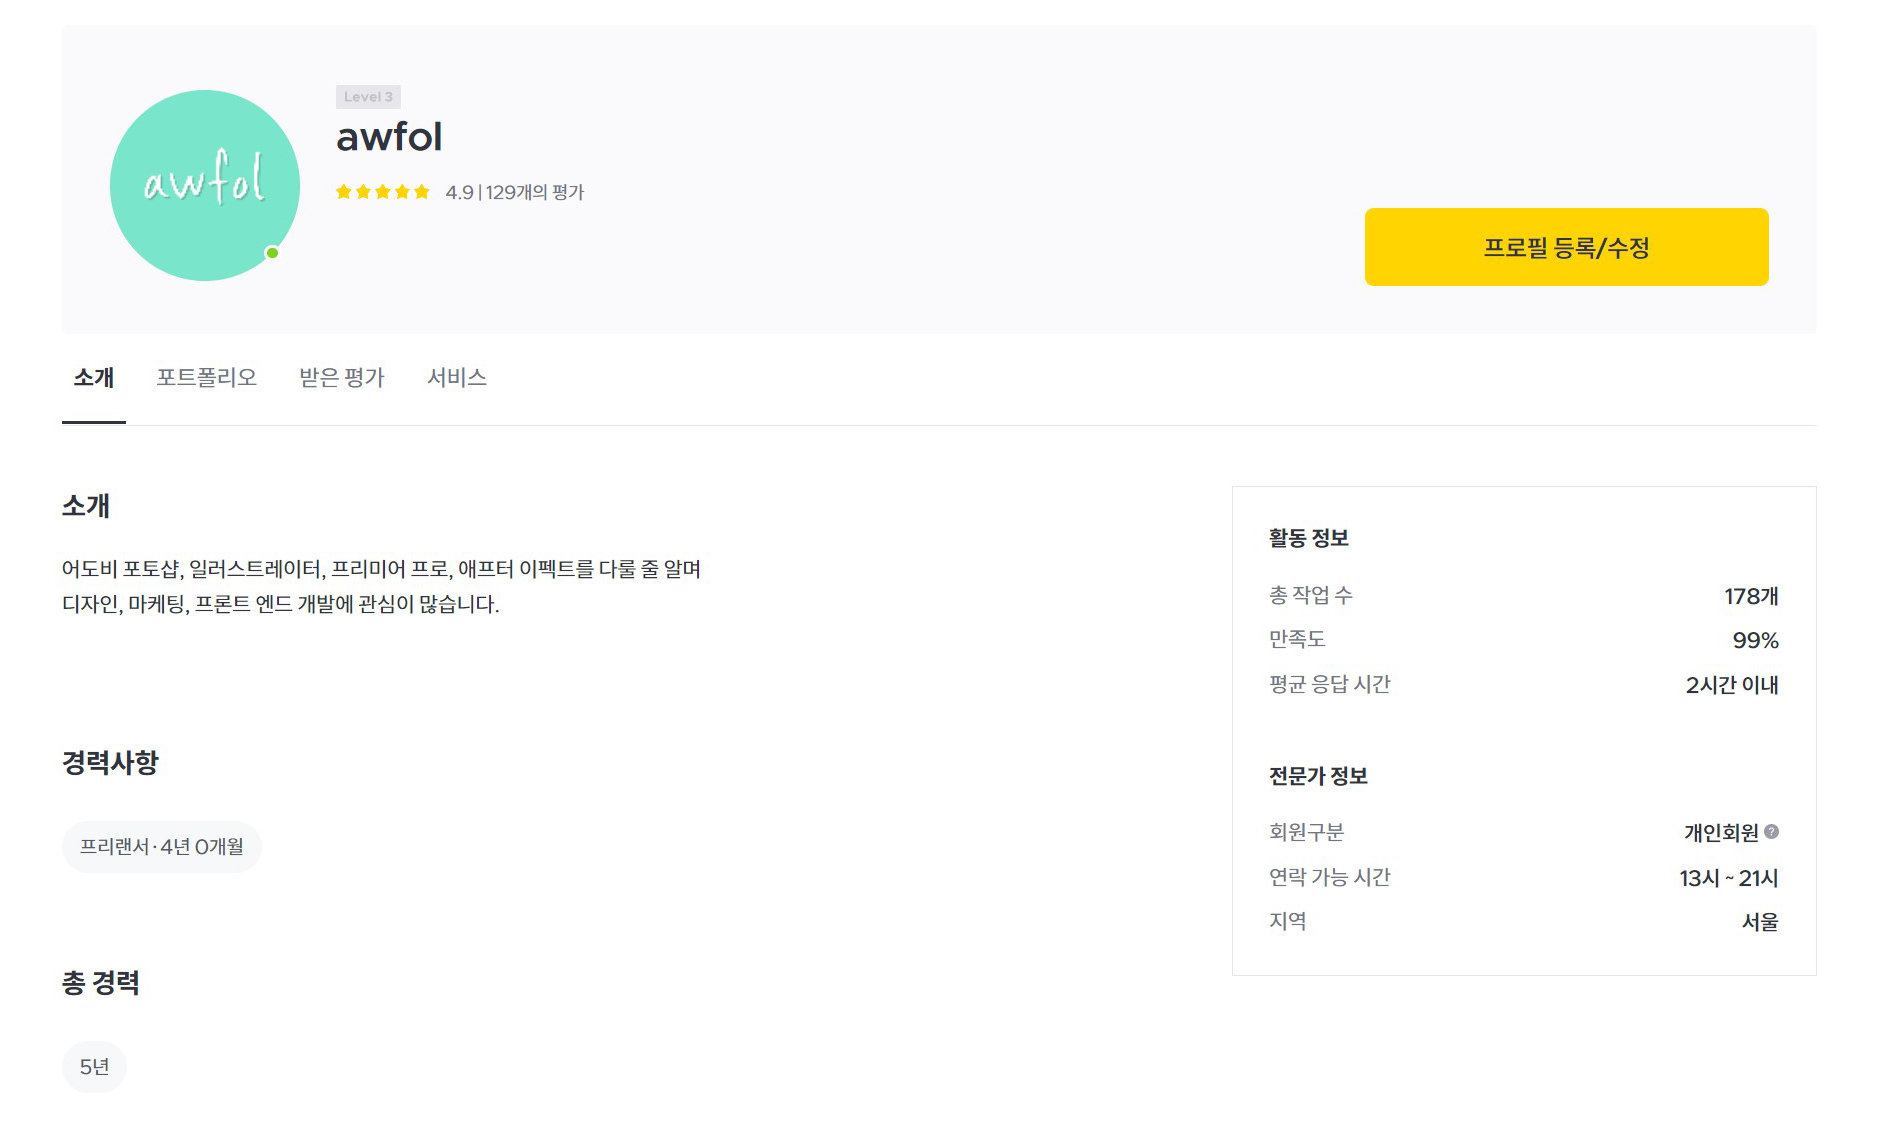 awfol
Level 3
awfol
4.9 | 129개의 평가
프로필 등록/수정
소개
포트폴리오
받은 평가
서비스
소개
어도비 포토샵, 일러스트레이터, 프리미어 프로, 애프터 이펙트를 다룰 줄 알며
디자인, 마케팅, 프론트 엔드 개발에 관심이 많습니다.
경력사항
프리랜서 · 4년 0개월
총 경력
5년
활동 정보
총 작업 수 178개
만족도 99%
평균 응답 시간 2시간 이내
전문가 정보
회원구분 개인회원 ?
연락 가능 시간 13시 ~ 21시
지역 서울